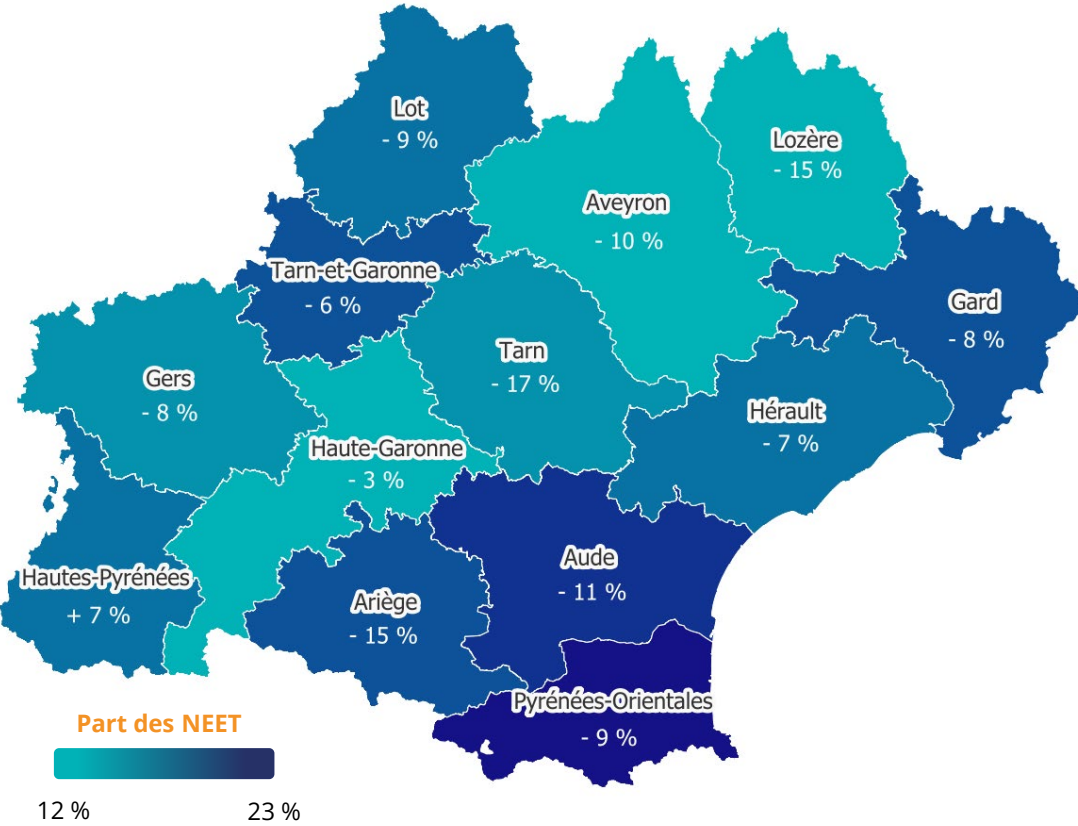 Lot
- 9 %
Lozère
- 15 %
Aveyron
- 10 %
Tarn-et-Garonne
- 6 %
Gard
- 8 %
Tarn
- 17 %
Gers
- 8 %
Hérault
- 7 %
Haute-Garonne
- 3 %
Aude
- 11 %
Hautes-Pyrénées
+ 7 %
Ariège
- 15 %
Pyrénées-Orientales
- 9 %
Part des NEET
12 %
23 %